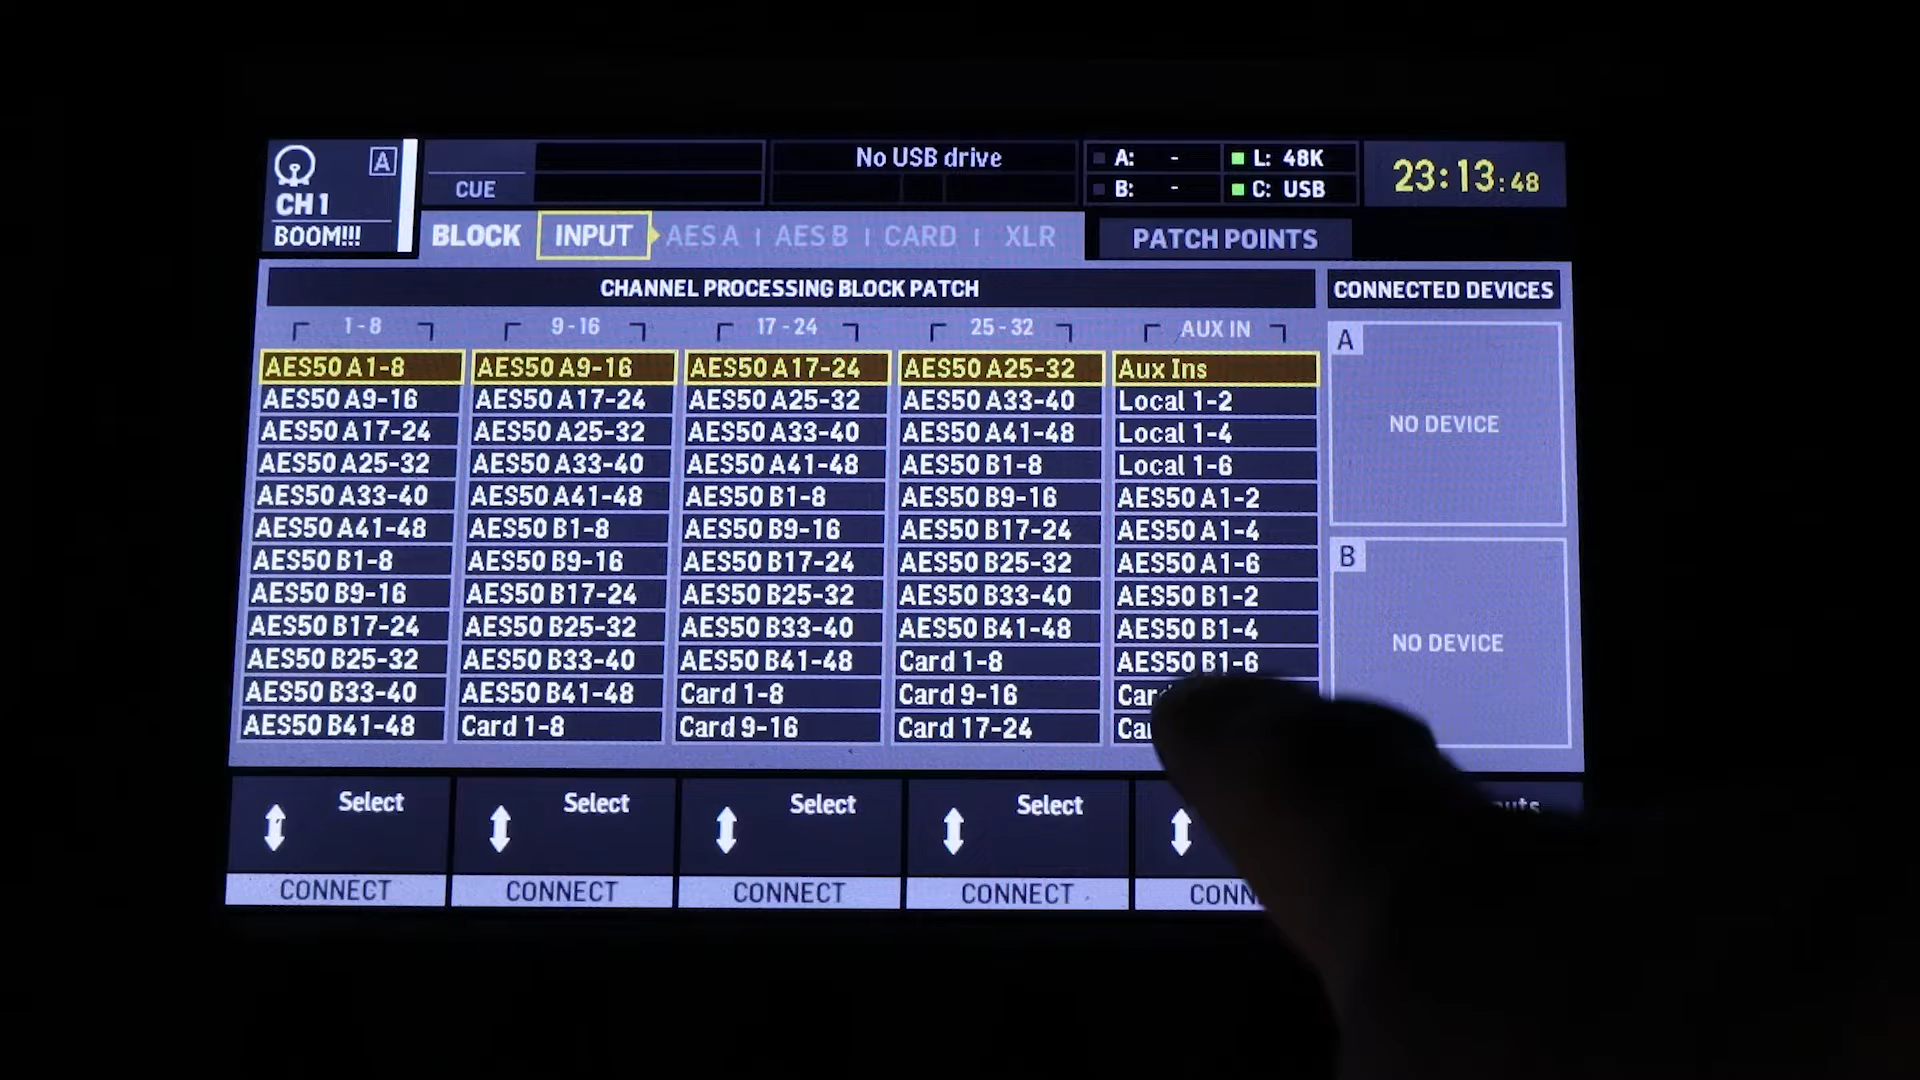 A
CH 1
BOOM!!!
CUE
No USB drive
A: -
B: -
L: 48K
C: USB
23:13:48
BLOCK INPUT AES A | AES B | CARD | XLR PATCH POINTS
CHANNEL PROCESSING BLOCK PATCH
CONNECTED DEVICES
1-8 9-16 17-24 25-32 AUX IN
AES50 A1-8 AES50 A9-16 AES50 A17-24 AES50 A25-32 Aux Ins
AES50 A9-16 AES50 A17-24 AES50 A25-32 AES50 A33-40 Local 1-2
AES50 A17-24 AES50 A25-32 AES50 A33-40 AES50 A41-48 Local 1-4
AES50 A25-32 AES50 A33-40 AES50 A41-48 AES50 B1-8 Local 1-6
AES50 A33-40 AES50 A41-48 AES50 B1-8 AES50 B9-16 AES50 A1-2
AES50 A41-48 AES50 B1-8 AES50 B9-16 AES50 B17-24 AES50 A1-4
AES50 B1-8 AES50 B9-16 AES50 B17-24 AES50 B25-32 AES50 A1-6
AES50 B9-16 AES50 B17-24 AES50 B25-32 AES50 B33-40 AES50 B1-2
AES50 B17-24 AES50 B25-32 AES50 B33-40 AES50 B41-48 AES50 B1-4
AES50 B25-32 AES50 B33-40 AES50 B41-48 Card 1-8 AES50 B1-6
AES50 B33-40 AES50 B41-48 Card 1-8 Card 9-16
AES50 B41-48 Card 1-8 Card 9-16 Card 17-24
A
NO DEVICE
B
NO DEVICE
Select Select Select Select
CONNECT CONNECT CONNECT CONNECT